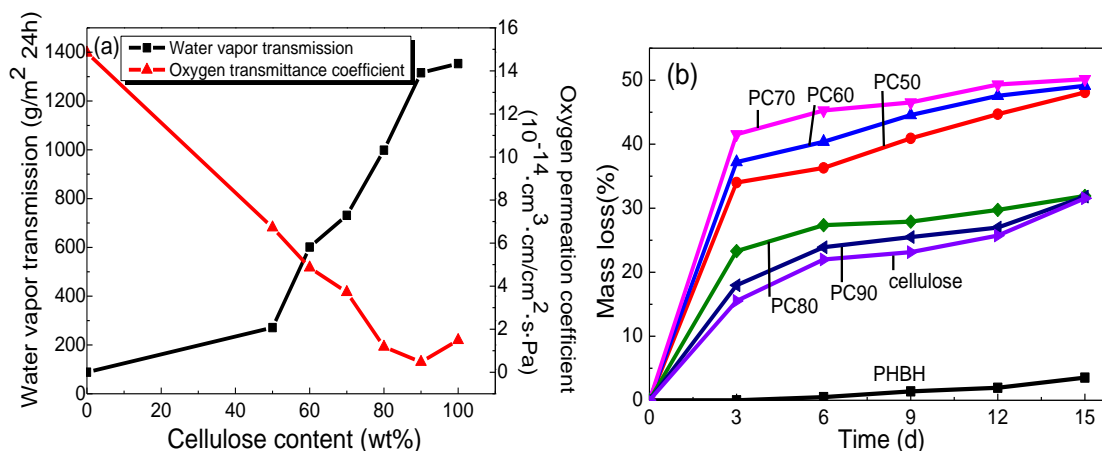 (a)
Water vapor transmission
Oxygen transmittance coefficient
Water vapor transmission (g/m² 24h)
1400
1200
1000
800
600
400
200
0
16
14
12
10
8
6
4
2
0
Oxygen permeation coefficient
(10⁻¹⁴·cm³·cm/cm²·s·Pa)
0 20 40 60 80 100
Cellulose content (wt%)
(b)
Mass loss(%)
50
40
30
20
10
0
PC70 PC60 PC50
PC80 PC90 cellulose
PHBH
0 3 6 9 12 15
Time (d)